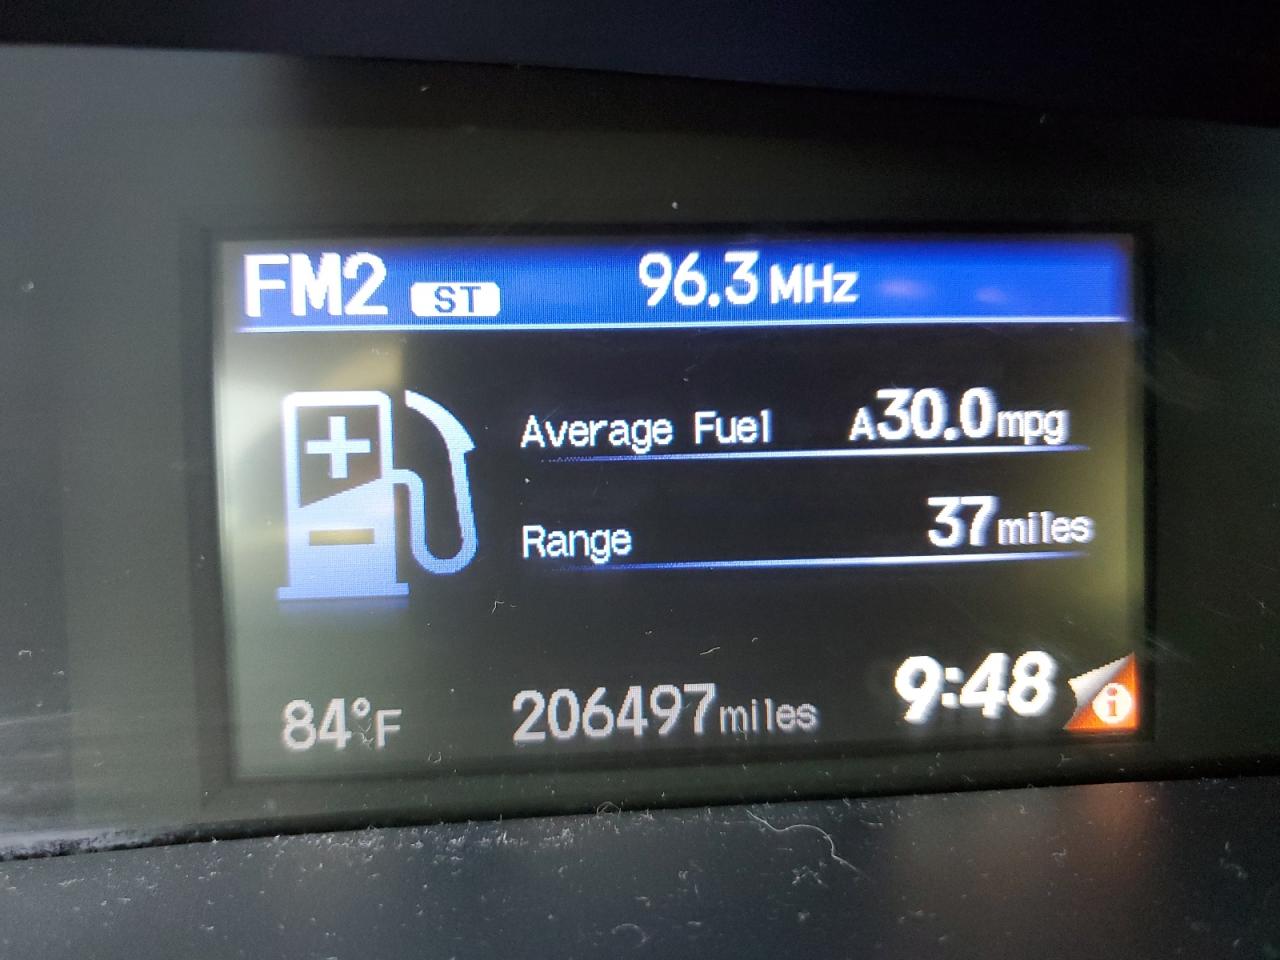 FM2 ST 96.3 MHz
Average Fuel A30.0mpg
Range 37miles
84°F 206497miles 9:48 i